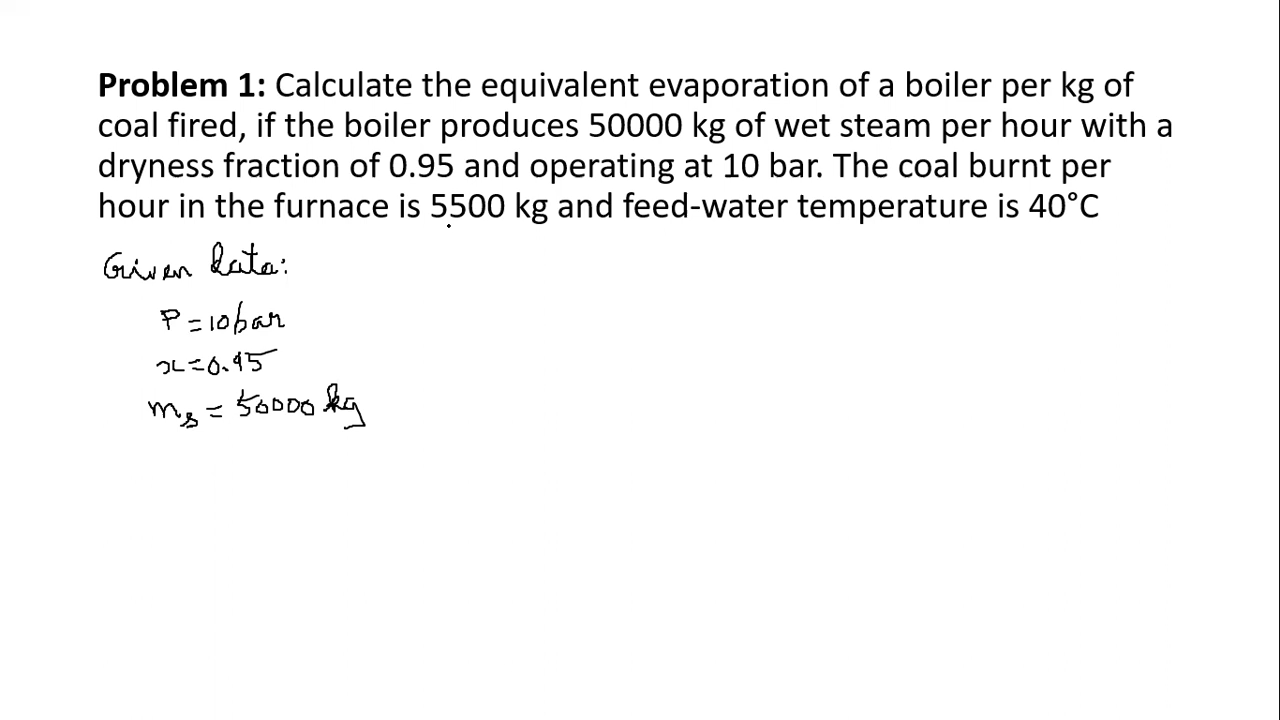 Problem 1: Calculate the equivalent evaporation of a boiler per kg of
coal fired, if the boiler produces 50000 kg of wet steam per hour with a
dryness fraction of 0.95 and operating at 10 bar. The coal burnt per
hour in the furnace is 5500 kg and feed-water temperature is 40°C
Given data:
P = 10 bar
x = 0.95
ms = 50000 kg